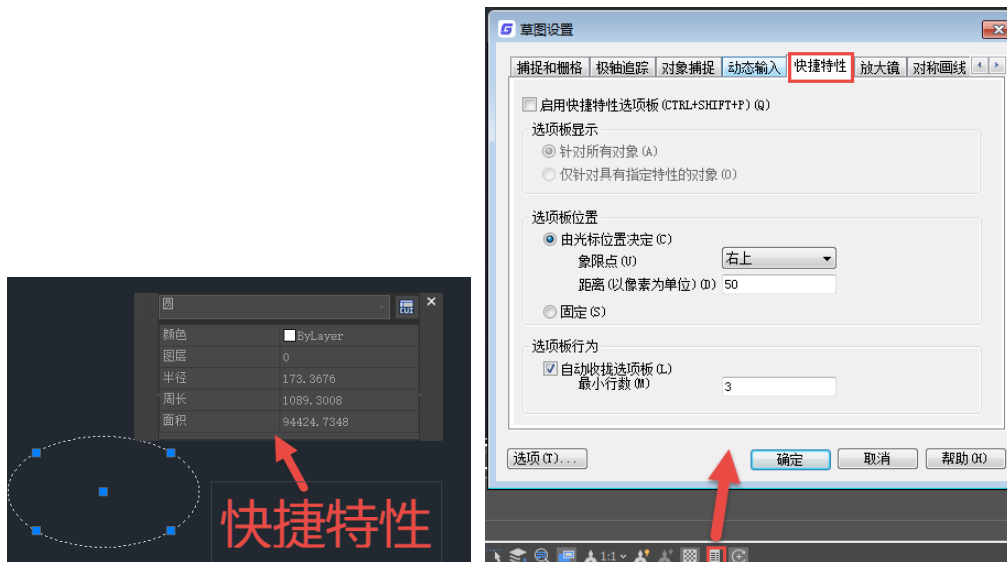 圆
CUI
颜色 ByLayer
图层 0
半径 173.3676
周长 1089.3008
面积 94424.7348
快捷特性
草图设置
捕捉和栅格 极轴追踪 对象捕捉 动态输入 快捷特性 放大镜 对称画线
启用快捷特性选项板(CTRL+SHIFT+P)(Q)
选项板显示
针对所有对象(A)
仅针对具有指定特性的对象(O)
选项板位置
由光标位置决定(C)
象限点(U) 右上
距离(以像素为单位)(D) 50
固定(S)
选项板行为
自动收拢选项板(L)
最小行数(M) 3
选项(T)... 确定 取消 帮助(H)
1:1